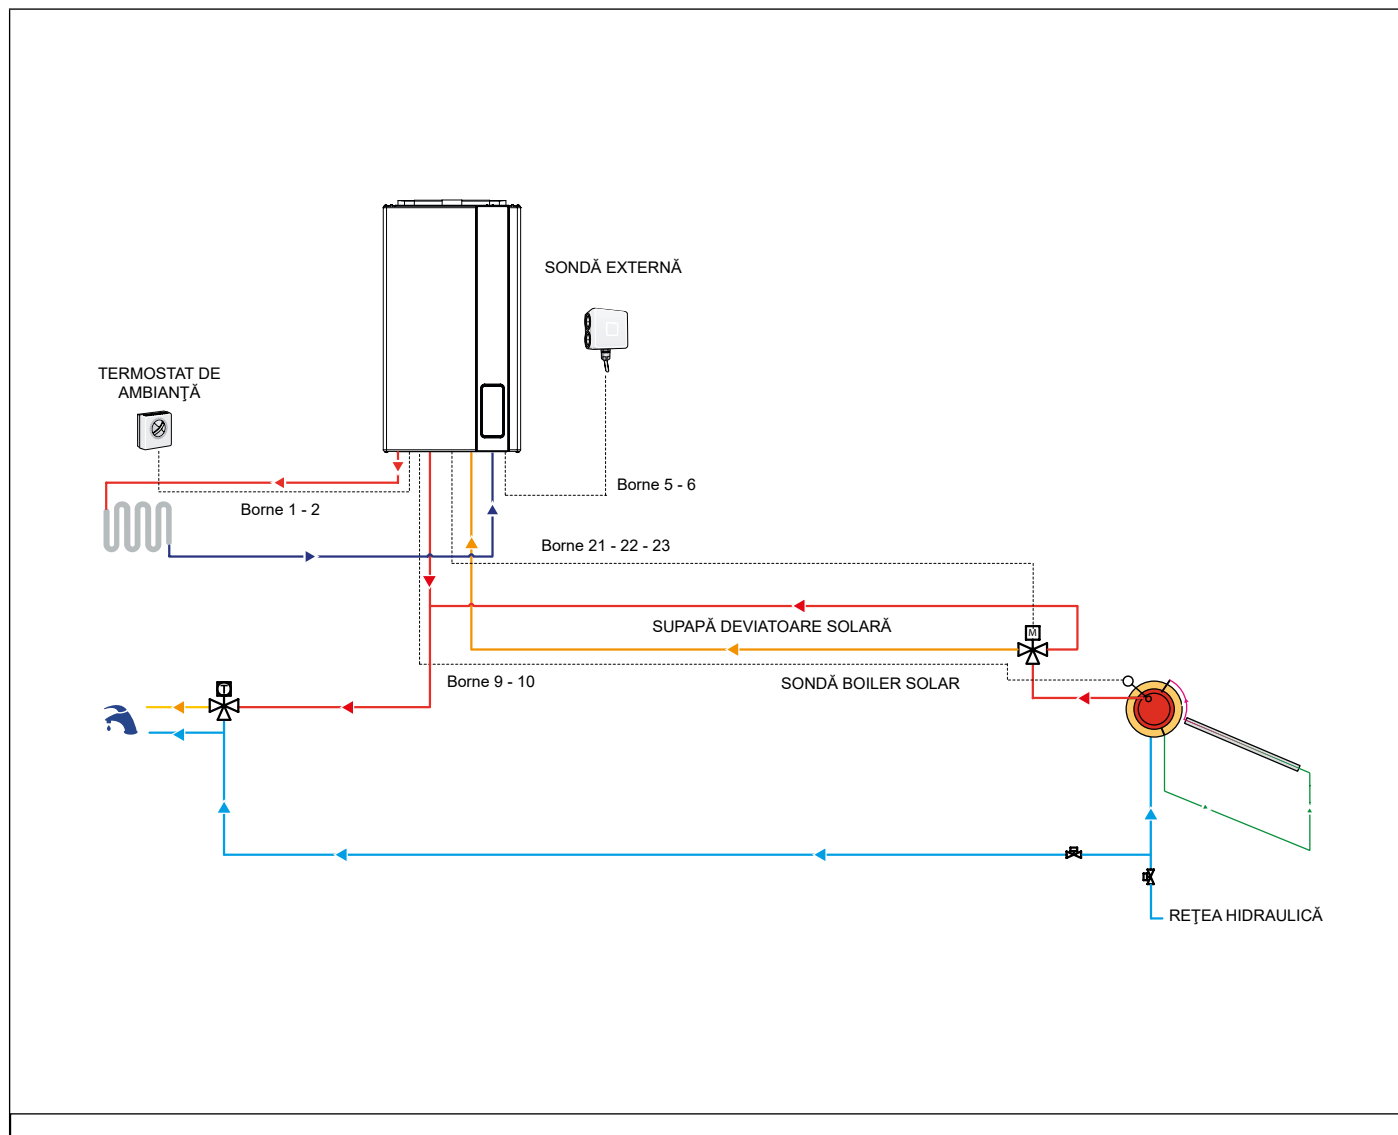 SONDĂ EXTERNĂ
TERMOSTAT DE
AMBIANŢĂ
Borne 5 - 6
Borne 1 - 2
Borne 21 - 22 - 23
SUPAPĂ DEVIATOARE SOLARĂ
M
Borne 9 - 10
SONDĂ BOILER SOLAR
T
REŢEA HIDRAULICĂ